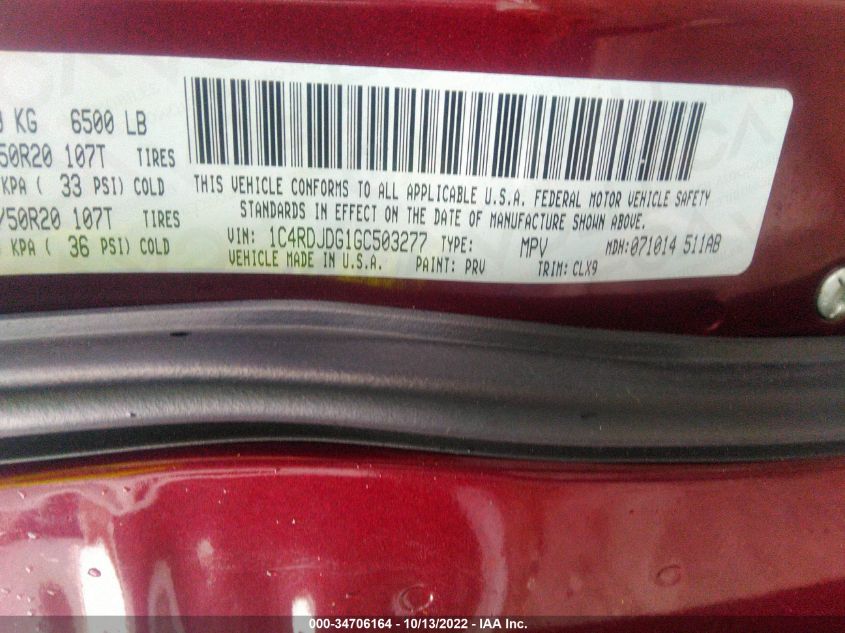 KG 6500 LB
50R20 107T TIRES
KPA ( 33 PSI) COLD
/50R20 107T TIRES
KPA ( 36 PSI) COLD
THIS VEHICLE CONFORMS TO ALL APPLICABLE U.S.A. FEDERAL MOTOR VEHICLE SAFETY
STANDARDS IN EFFECT ON THE DATE OF MANUFACTURE SHOWN ABOVE.
VIN: 1C4RDJDG1GC503277 TYPE: MPV MDH:071014 511AB
VEHICLE MADE IN U.S.A. PAINT: PRV TRIM: CLX9
000-34706164 - 10/13/2022 - IAA Inc.